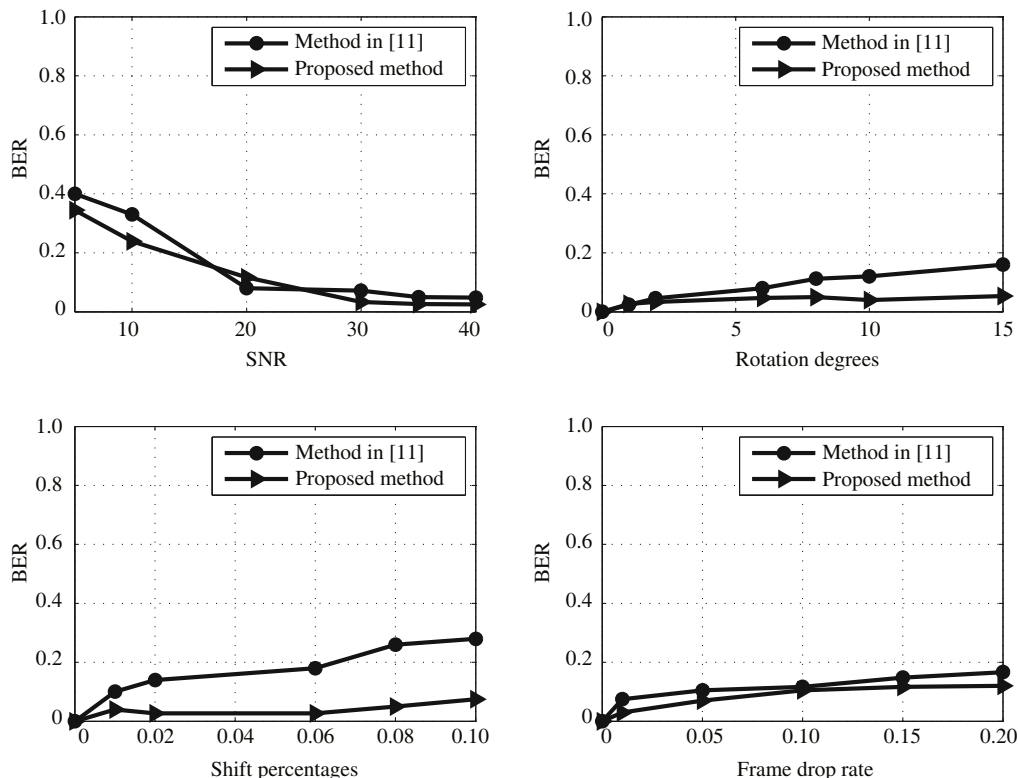 1.0
0.8
0.6
0.4
0.2
0
BER
10
20
30
40
SNR
Method in [11]
Proposed method
1.0
0.8
0.6
0.4
0.2
0
BER
0
5
10
15
Rotation degrees
Method in [11]
Proposed method
1.0
0.8
0.6
0.4
0.2
0
BER
0
0.02
0.04
0.06
0.08
0.10
Shift percentages
Method in [11]
Proposed method
1.0
0.8
0.6
0.4
0.2
0
BER
0
0.05
0.10
0.15
0.20
Frame drop rate
Method in [11]
Proposed method